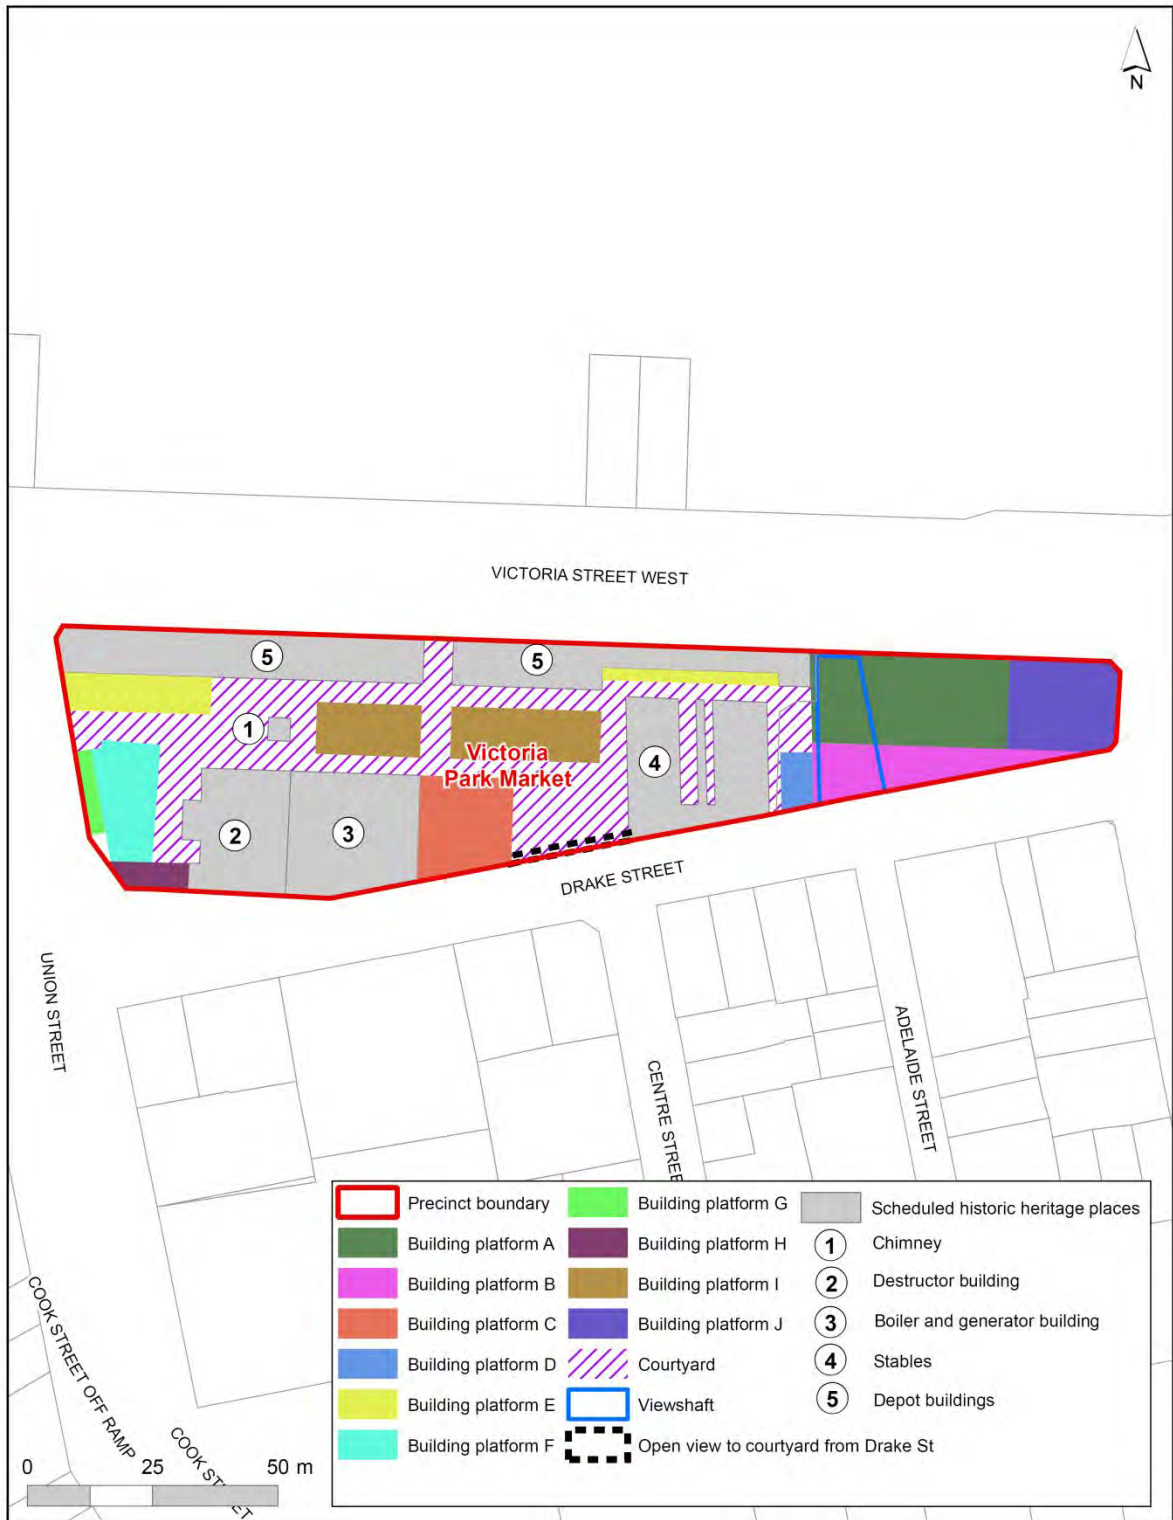 N
VICTORIA STREET WEST
5
5
1
Victoria
Park Market
4
2
3
DRAKE STREET
UNION STREET
CENTRE STREE
ADELAIDE STREET
COOK STREET OFF RAMP
COOK STREET
0 25 50 m
Precinct boundary
Building platform A
Building platform B
Building platform C
Building platform D
Building platform E
Building platform F
Building platform G
Building platform H
Building platform I
Building platform J
Courtyard
Viewshaft
Open view to courtyard from Drake St
Scheduled historic heritage places
1 Chimney
2 Destructor building
3 Boiler and generator building
4 Stables
5 Depot buildings